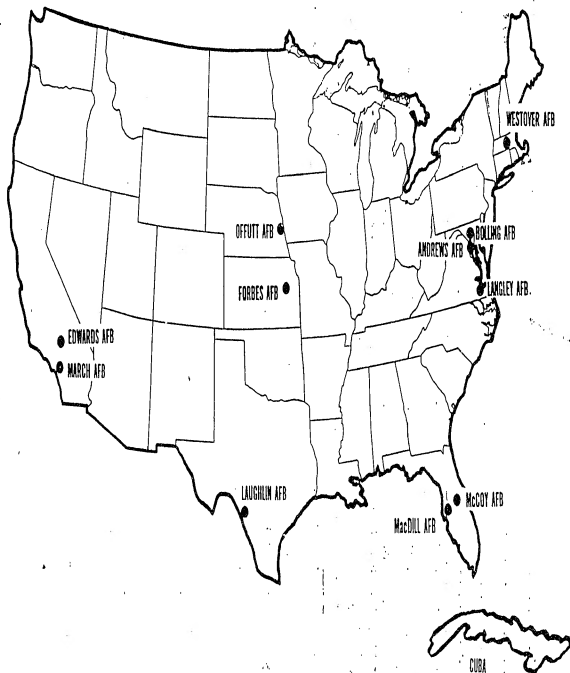 WESTOVER AFB
OFFUTT AFB
BOLLING AFB
ANDREWS AFB
FORBES AFB
LANGLEY AFB.
EDWARDS AFB
MARCH AFB
LAUGHLIN AFB
McCOY AFB
MacDILL AFB
CUBA